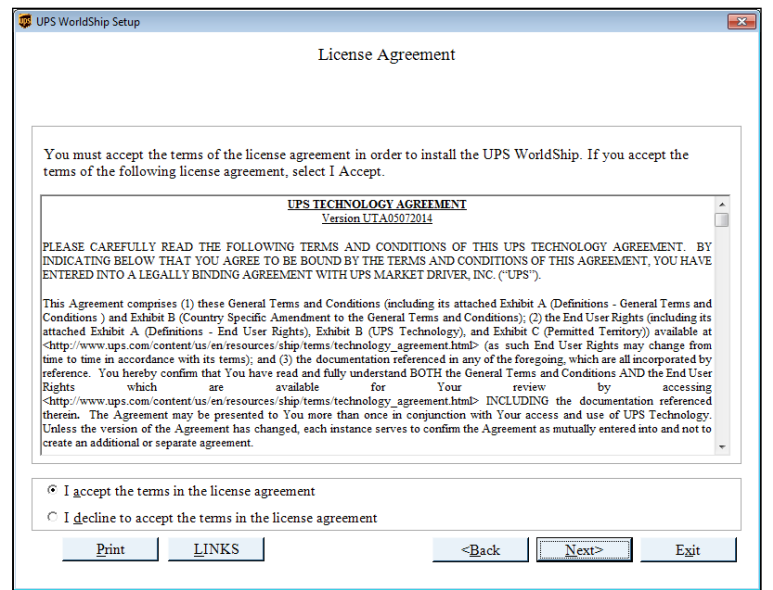 UPS WorldShip Setup
License Agreement
You must accept the terms of the license agreement in order to install the UPS WorldShip. If you accept the
terms of the following license agreement, select I Accept.
UPS TECHNOLOGY AGREEMENT
Version UTA05072014
PLEASE CAREFULLY READ THE FOLLOWING TERMS AND CONDITIONS OF THIS UPS TECHNOLOGY AGREEMENT. BY
INDICATING BELOW THAT YOU AGREE TO BE BOUND BY THE TERMS AND CONDITIONS OF THIS AGREEMENT, YOU HAVE
ENTERED INTO A LEGALLY BINDING AGREEMENT WITH UPS MARKET DRIVER, INC. (“UPS”).
This Agreement comprises (1) these General Terms and Conditions (including its attached Exhibit A (Definitions - General Terms and
Conditions ) and Exhibit B (Country Specific Amendment to the General Terms and Conditions); (2) the End User Rights (including its
attached Exhibit A (Definitions - End User Rights), Exhibit B (UPS Technology), and Exhibit C (Permitted Territory)) available at
<http://www.ups.com/content/us/en/resources/ship/terms/technology_agreement.html> (as such End User Rights may change from
time to time in accordance with its terms); and (3) the documentation referenced in any of the foregoing, which are all incorporated by
reference. You hereby confirm that You have read and fully understand BOTH the General Terms and Conditions AND the End User
Rights which are available for Your review by accessing
<http://www.ups.com/content/us/en/resources/ship/terms/technology_agreement.html> INCLUDING the documentation referenced
therein. The Agreement may be presented to You more than once in conjunction with Your access and use of UPS Technology.
Unless the version of the Agreement has changed, each instance serves to confirm the Agreement as mutually entered into and not to
create an additional or separate agreement.
I accept the terms in the license agreement
I decline to accept the terms in the license agreement
Print LINKS <Back Next> Exit